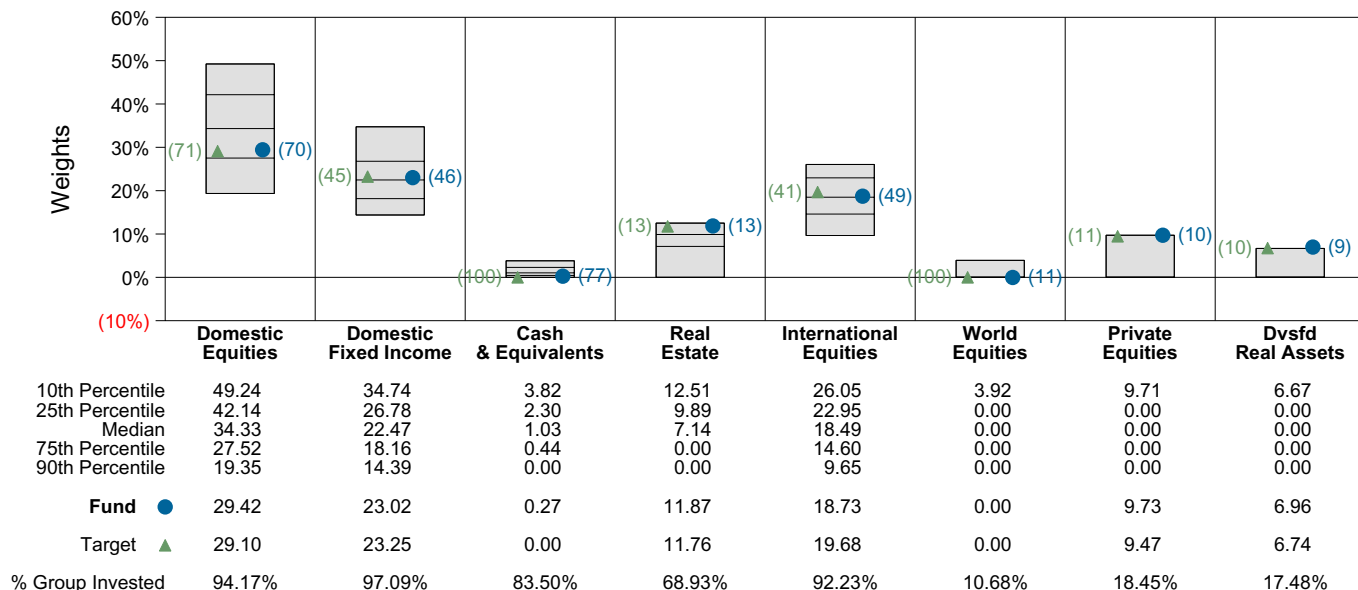 60%
50%
40%
30%
20%
10%
0%
(10%)
Weights
(71) (70)
(45) (46)
(100) (77)
(13) (13)
(41) (49)
(100) (11)
(11) (10)
(10) (9)
Domestic Equities
Domestic Fixed Income
Cash & Equivalents
Real Estate
International Equities
World Equities
Private Equities
Dvsfd Real Assets
10th Percentile 49.24 34.74 3.82 12.51 26.05 3.92 9.71 6.67
25th Percentile 42.14 26.78 2.30 9.89 22.95 0.00 0.00 0.00
Median 34.33 22.47 1.03 7.14 18.49 0.00 0.00 0.00
75th Percentile 27.52 18.16 0.44 0.00 14.60 0.00 0.00 0.00
90th Percentile 19.35 14.39 0.00 0.00 9.65 0.00 0.00 0.00
Fund 29.42 23.02 0.27 11.87 18.73 0.00 9.73 6.96
Target 29.10 23.25 0.00 11.76 19.68 0.00 9.47 6.74
% Group Invested 94.17% 97.09% 83.50% 68.93% 92.23% 10.68% 18.45% 17.48%